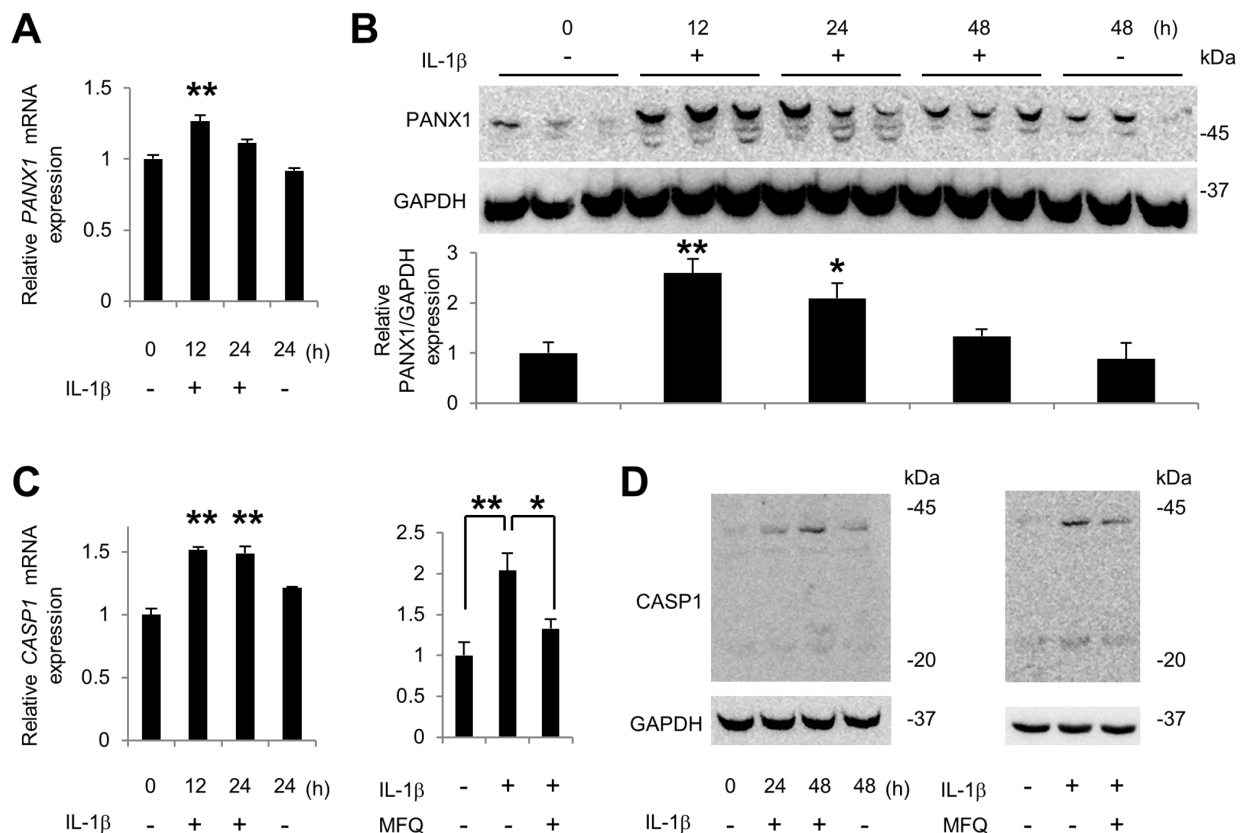 A
Relative PANX1 mRNA
expression
1.5
**
1
0.5
0
0 12 24 24 (h)
IL-1β - + + -
B
0 12 24 48 48 (h)
IL-1β - + + + - kDa
PANX1
-45
GAPDH
-37
Relative
PANX1/GAPDH
expression
3
**
*
2
1
0
C
Relative CASP1 mRNA
expression
** **
1.5
1
0.5
0
0 12 24 24 (h)
IL-1β - + + -
** *
2.5
2
1.5
1
0.5
0
IL-1β - + +
MFQ - - +
D
kDa
-45
CASP1
-20
GAPDH
-37
0 24 48 48 (h)
IL-1β - + + -
kDa
-45
-20
-37
IL-1β - + +
MFQ - - +